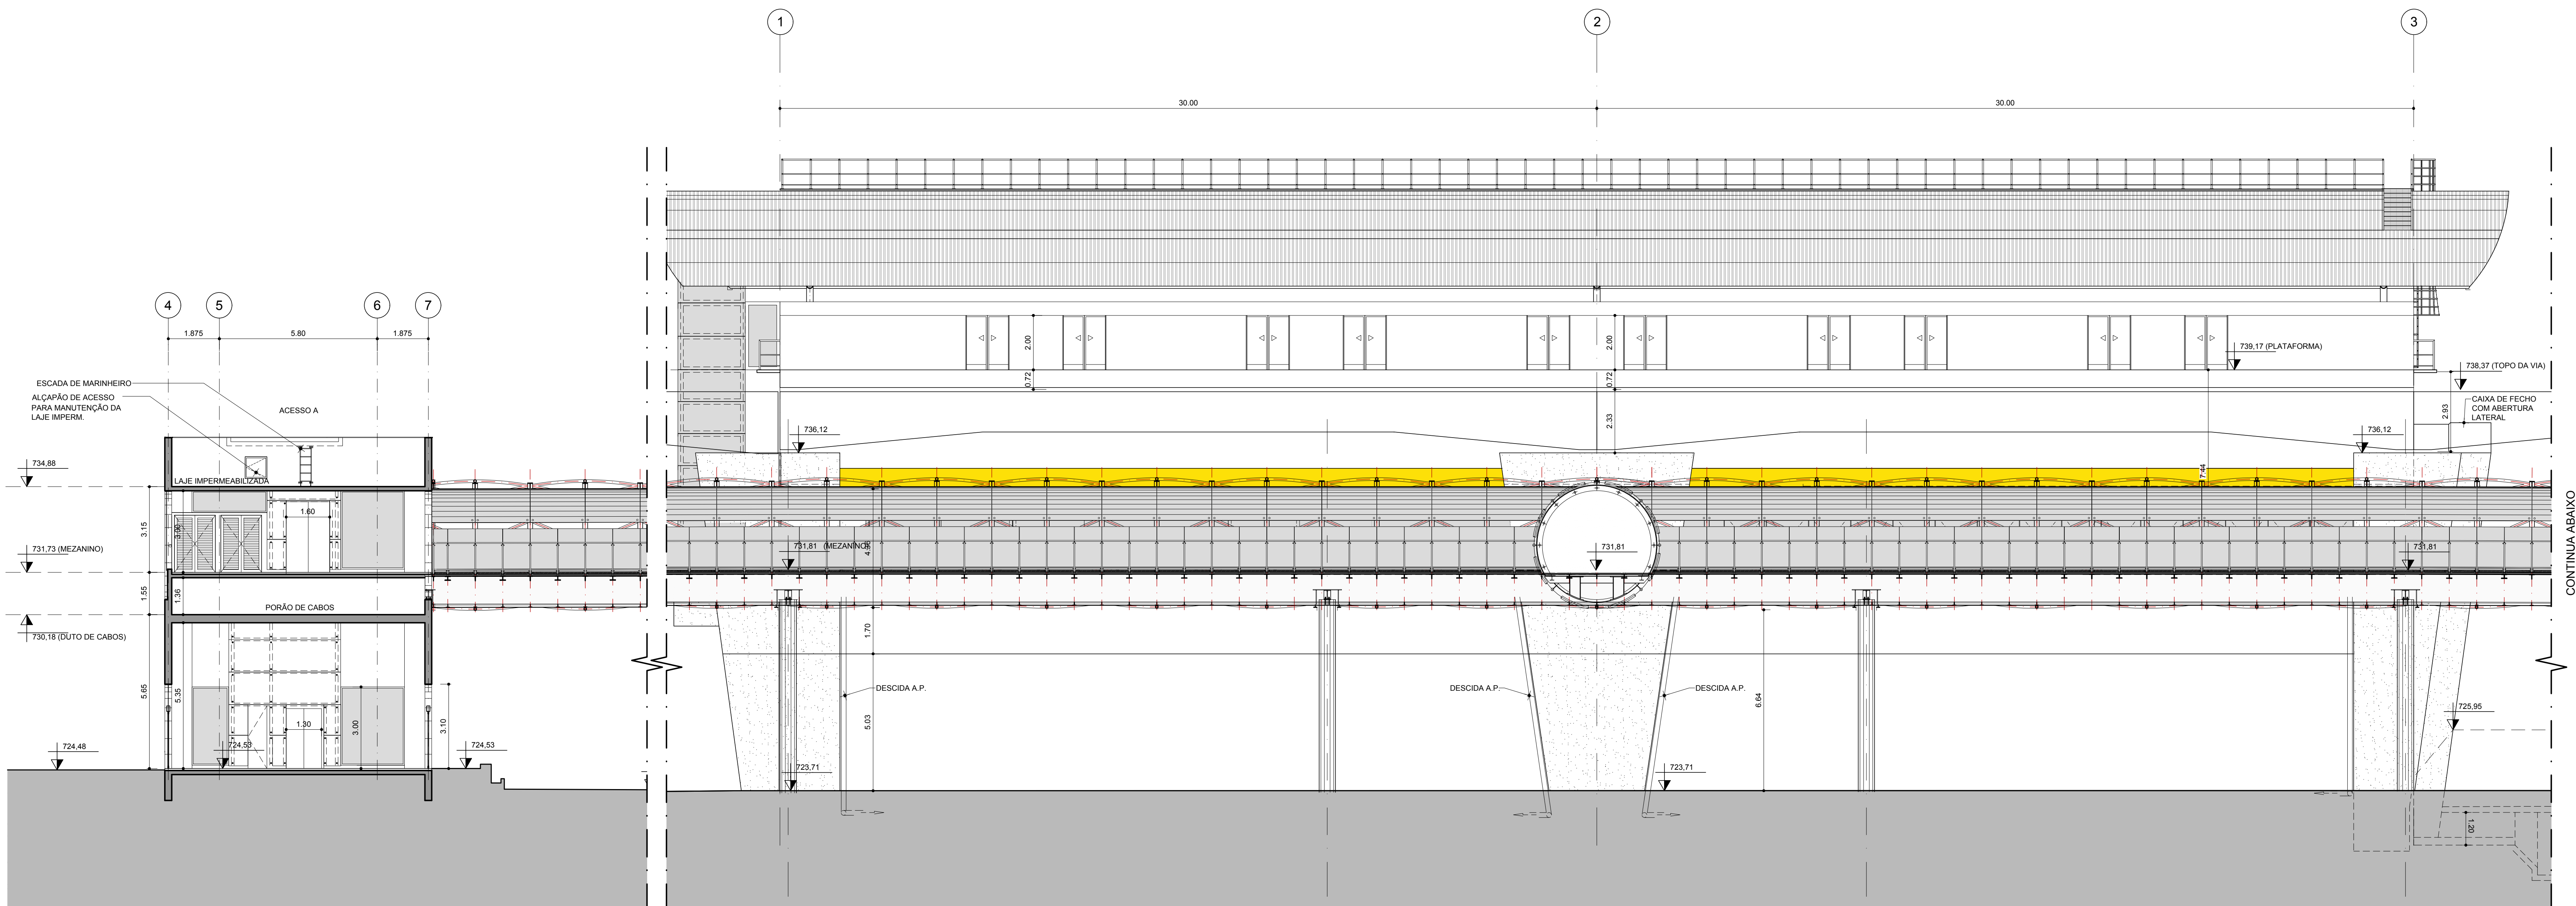 1
2
3
30.00
30.00
4
5
6
7
1.875
5.80
1.875
2.00
2.00
739,17 (PLATAFORMA)
738,37 (TOPO DA VIA)
0.72
0.72
ESCADA DE MARINHEIRO
ALÇAPÃO DE ACESSO
PARA MANUTENÇÃO DA
LAJE IMPERM.
ACESSO A
CAIXA DE FECHO
COM ABERTURA
LATERAL
2.93
2.33
736,12
736,12
734,88
LAJE IMPERMEABILIZADA
7.44
1.60
3.15
3.00
731,73 (MEZANINO)
731,81 (MEZANINO)
731,81
731,81
CONTINUA ABAIXO
1.55
1.36
PORÃO DE CABOS
730,18 (DUTO DE CABOS)
1.70
5.65
5.35
DESCIDA A.P.
DESCIDA A.P.
DESCIDA A.P.
6.64
725,95
1.30
3.00
3.10
5.03
724,48
724,53
724,53
723,71
723,71
1.20